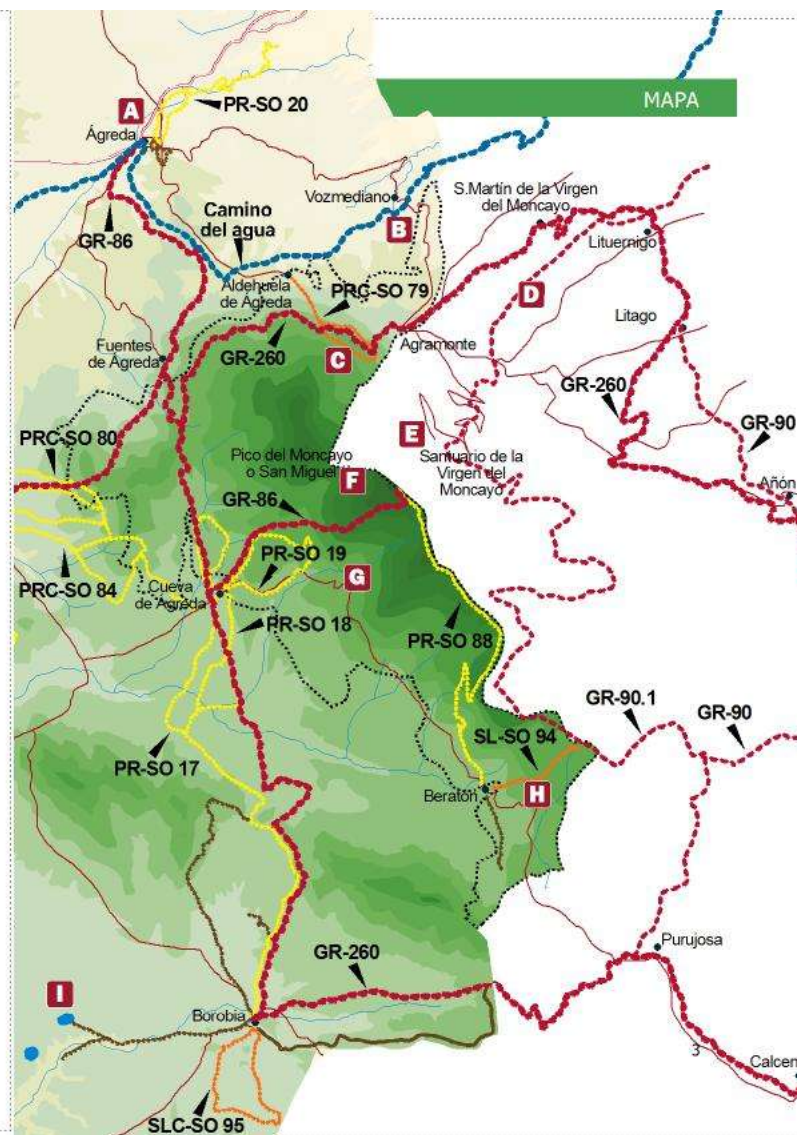 MAPA
PR-SO 20
A
Ágreda
Vozmediano
S.Martín de la Virgen
del Moncayo
Camino
del agua
B
GR-86
Lituernigo
Aldehuela
de Ágreda
PRC-SO 79
D
Litago
Fuentes
de Ágreda
GR-260
C
Agramonte
GR-260
GR-90
PRC-SO 80
E
Pico del Moncayo
o San Miguel
F
Santuario de la
Virgen del
Moncayo
Añón
GR-86
PR-SO 19
G
PRC-SO 84
Cueva
de Agreda
PR-SO 18
PR-SO 88
GR-90.1
GR-90
SL-SO 94
PR-SO 17
Beratón
H
GR-260
Purujosa
I
Borobia
3
Calcen
SLC-SO 95